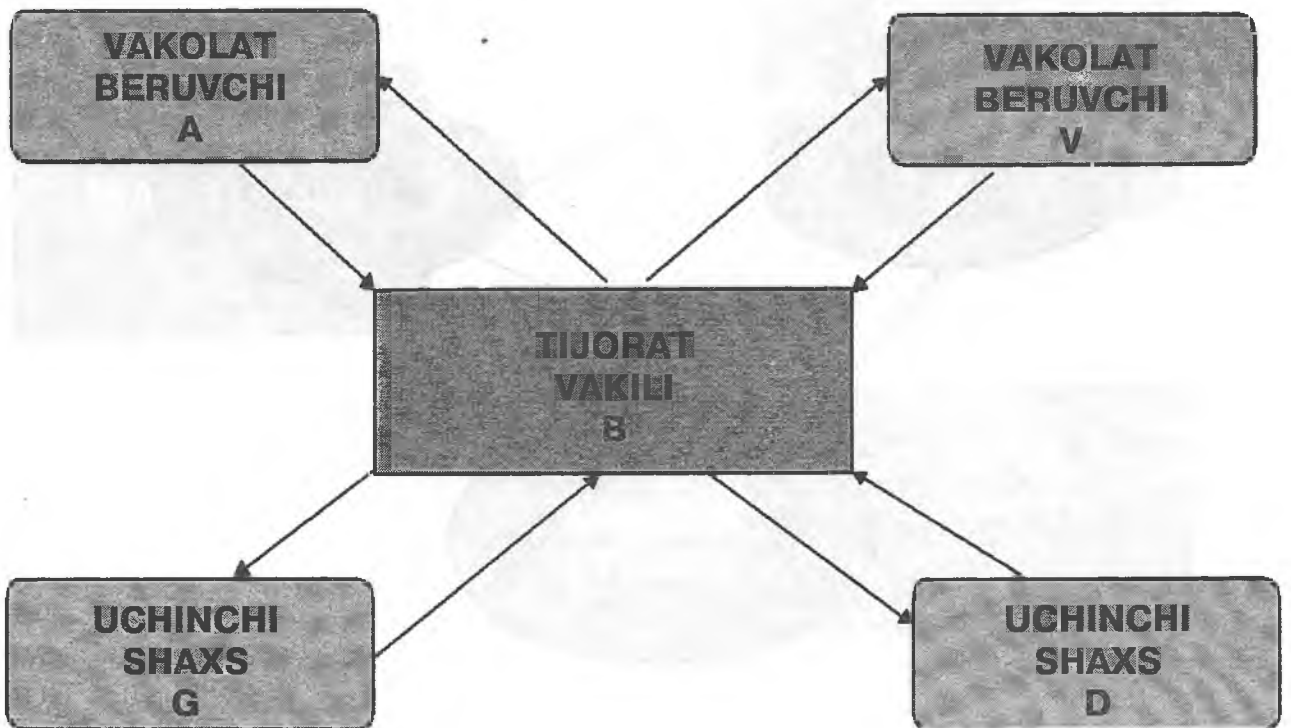 VAKOLAT
BERUVCHI
A
VAKOLAT
BERUVCHI
V
TIJORAT
VAKILI
B
UCHINCHI
SHAXS
G
UCHINCHI
SHAXS
D